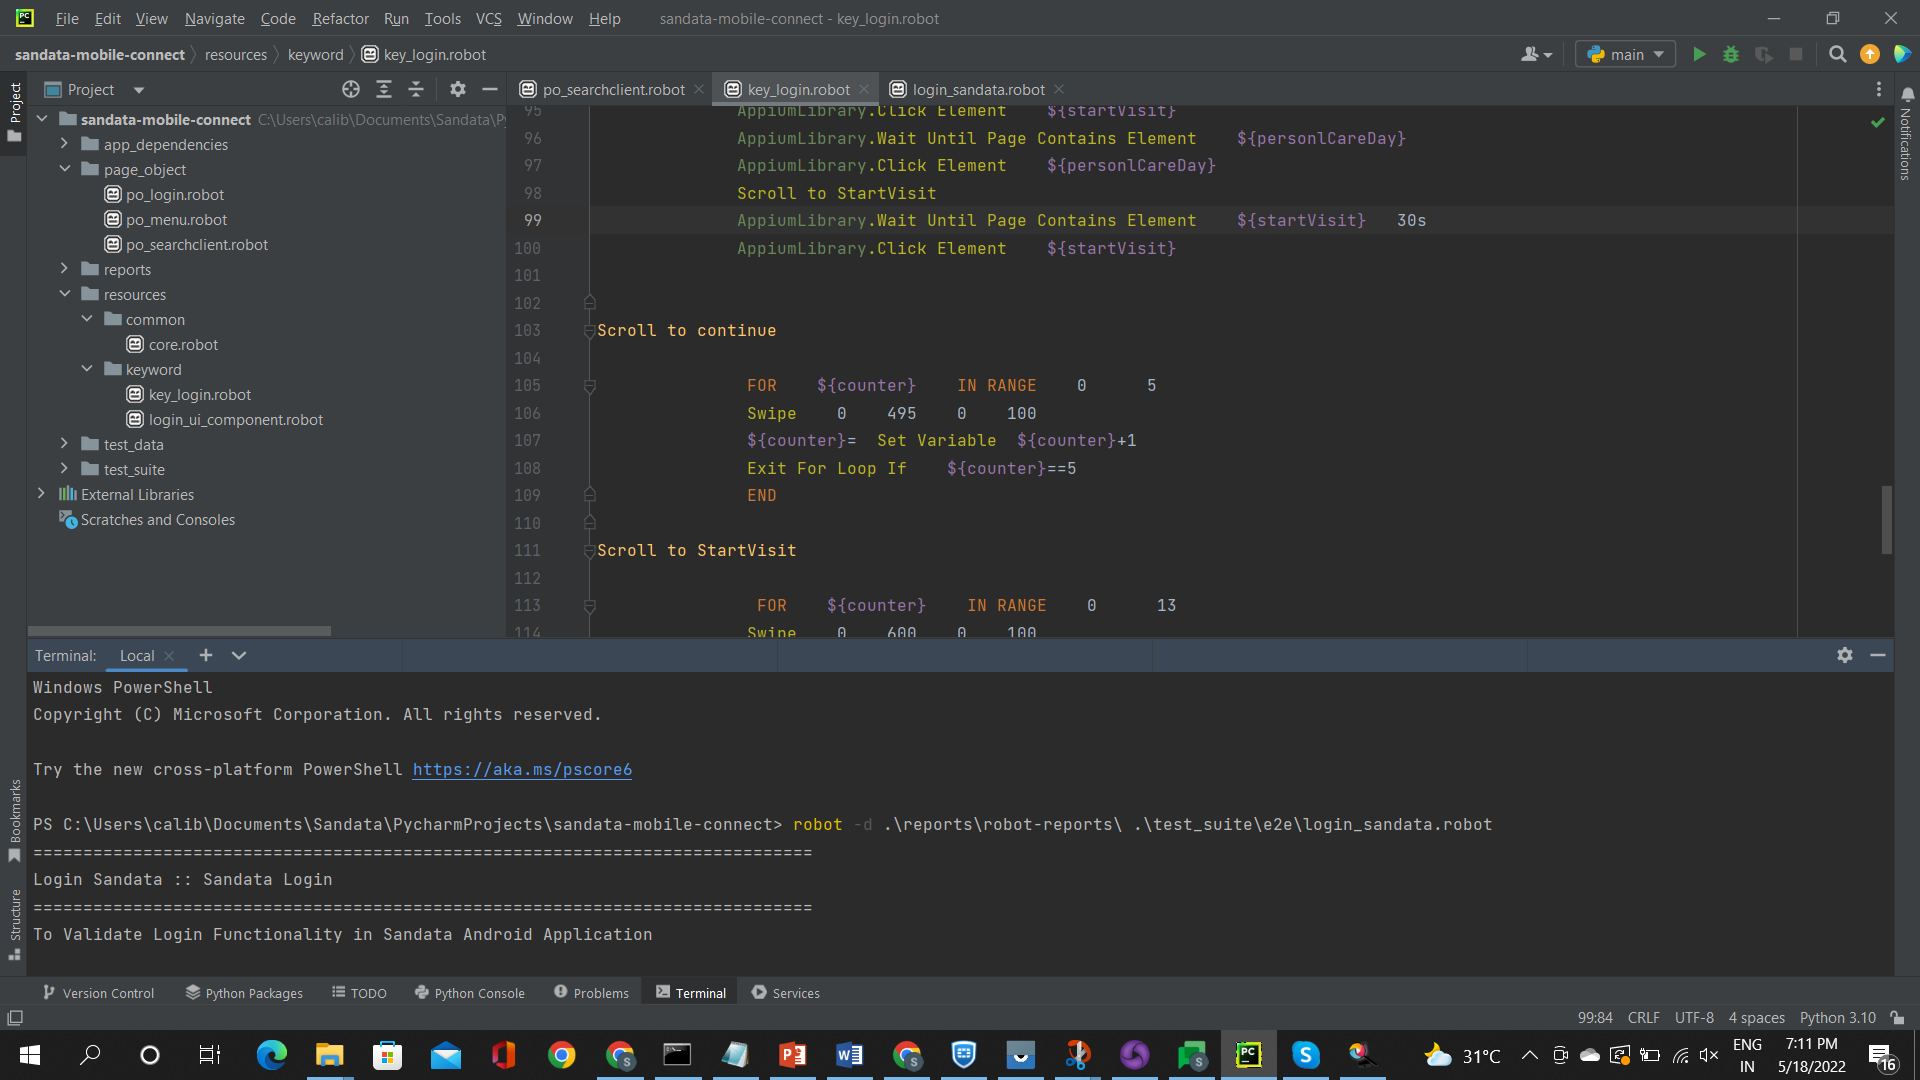 File Edit View Navigate Code Refactor Run Tools VCS Window Help sandata-mobile-connect - key_login.robot
sandata-mobile-connect resources keyword key_login.robot main
Project
Project
po_searchclient.robot key_login.robot login_sandata.robot
Notifications
sandata-mobile-connect C:\Users\calib\Documents\Sandata\Py
app_dependencies
page_object
po_login.robot
po_menu.robot
po_searchclient.robot
reports
resources
common
core.robot
keyword
key_login.robot
login_ui_component.robot
test_data
test_suite
External Libraries
Scratches and Consoles
95 AppiumLibrary.Click Element ${startVisit}
96 AppiumLibrary.Wait Until Page Contains Element ${personlCareDay}
97 AppiumLibrary.Click Element ${personlCareDay}
98 Scroll to StartVisit
99 AppiumLibrary.Wait Until Page Contains Element ${startVisit} 30s
100 AppiumLibrary.Click Element ${startVisit}
101
102
103 Scroll to continue
104
105 FOR ${counter} IN RANGE 0 5
106 Swipe 0 495 0 100
107 ${counter}= Set Variable ${counter}+1
108 Exit For Loop If ${counter}==5
109 END
110
111 Scroll to StartVisit
112
113 FOR ${counter} IN RANGE 0 13
114 Swipe 0 600 0 100
Terminal: Local
Windows PowerShell
Copyright (C) Microsoft Corporation. All rights reserved.
Try the new cross-platform PowerShell https://aka.ms/pscore6
PS C:\Users\calib\Documents\Sandata\PycharmProjects\sandata-mobile-connect> robot -d .\reports\robot-reports\ .\test_suite\e2e\login_sandata.robot
==============================================================================
Login Sandata :: Sandata Login
==============================================================================
To Validate Login Functionality in Sandata Android Application
Bookmarks
Structure
Version Control Python Packages TODO Python Console Problems Terminal Services
99:84 CRLF UTF-8 4 spaces Python 3.10
31°C ENG 7:11 PM
IN 5/18/2022 16